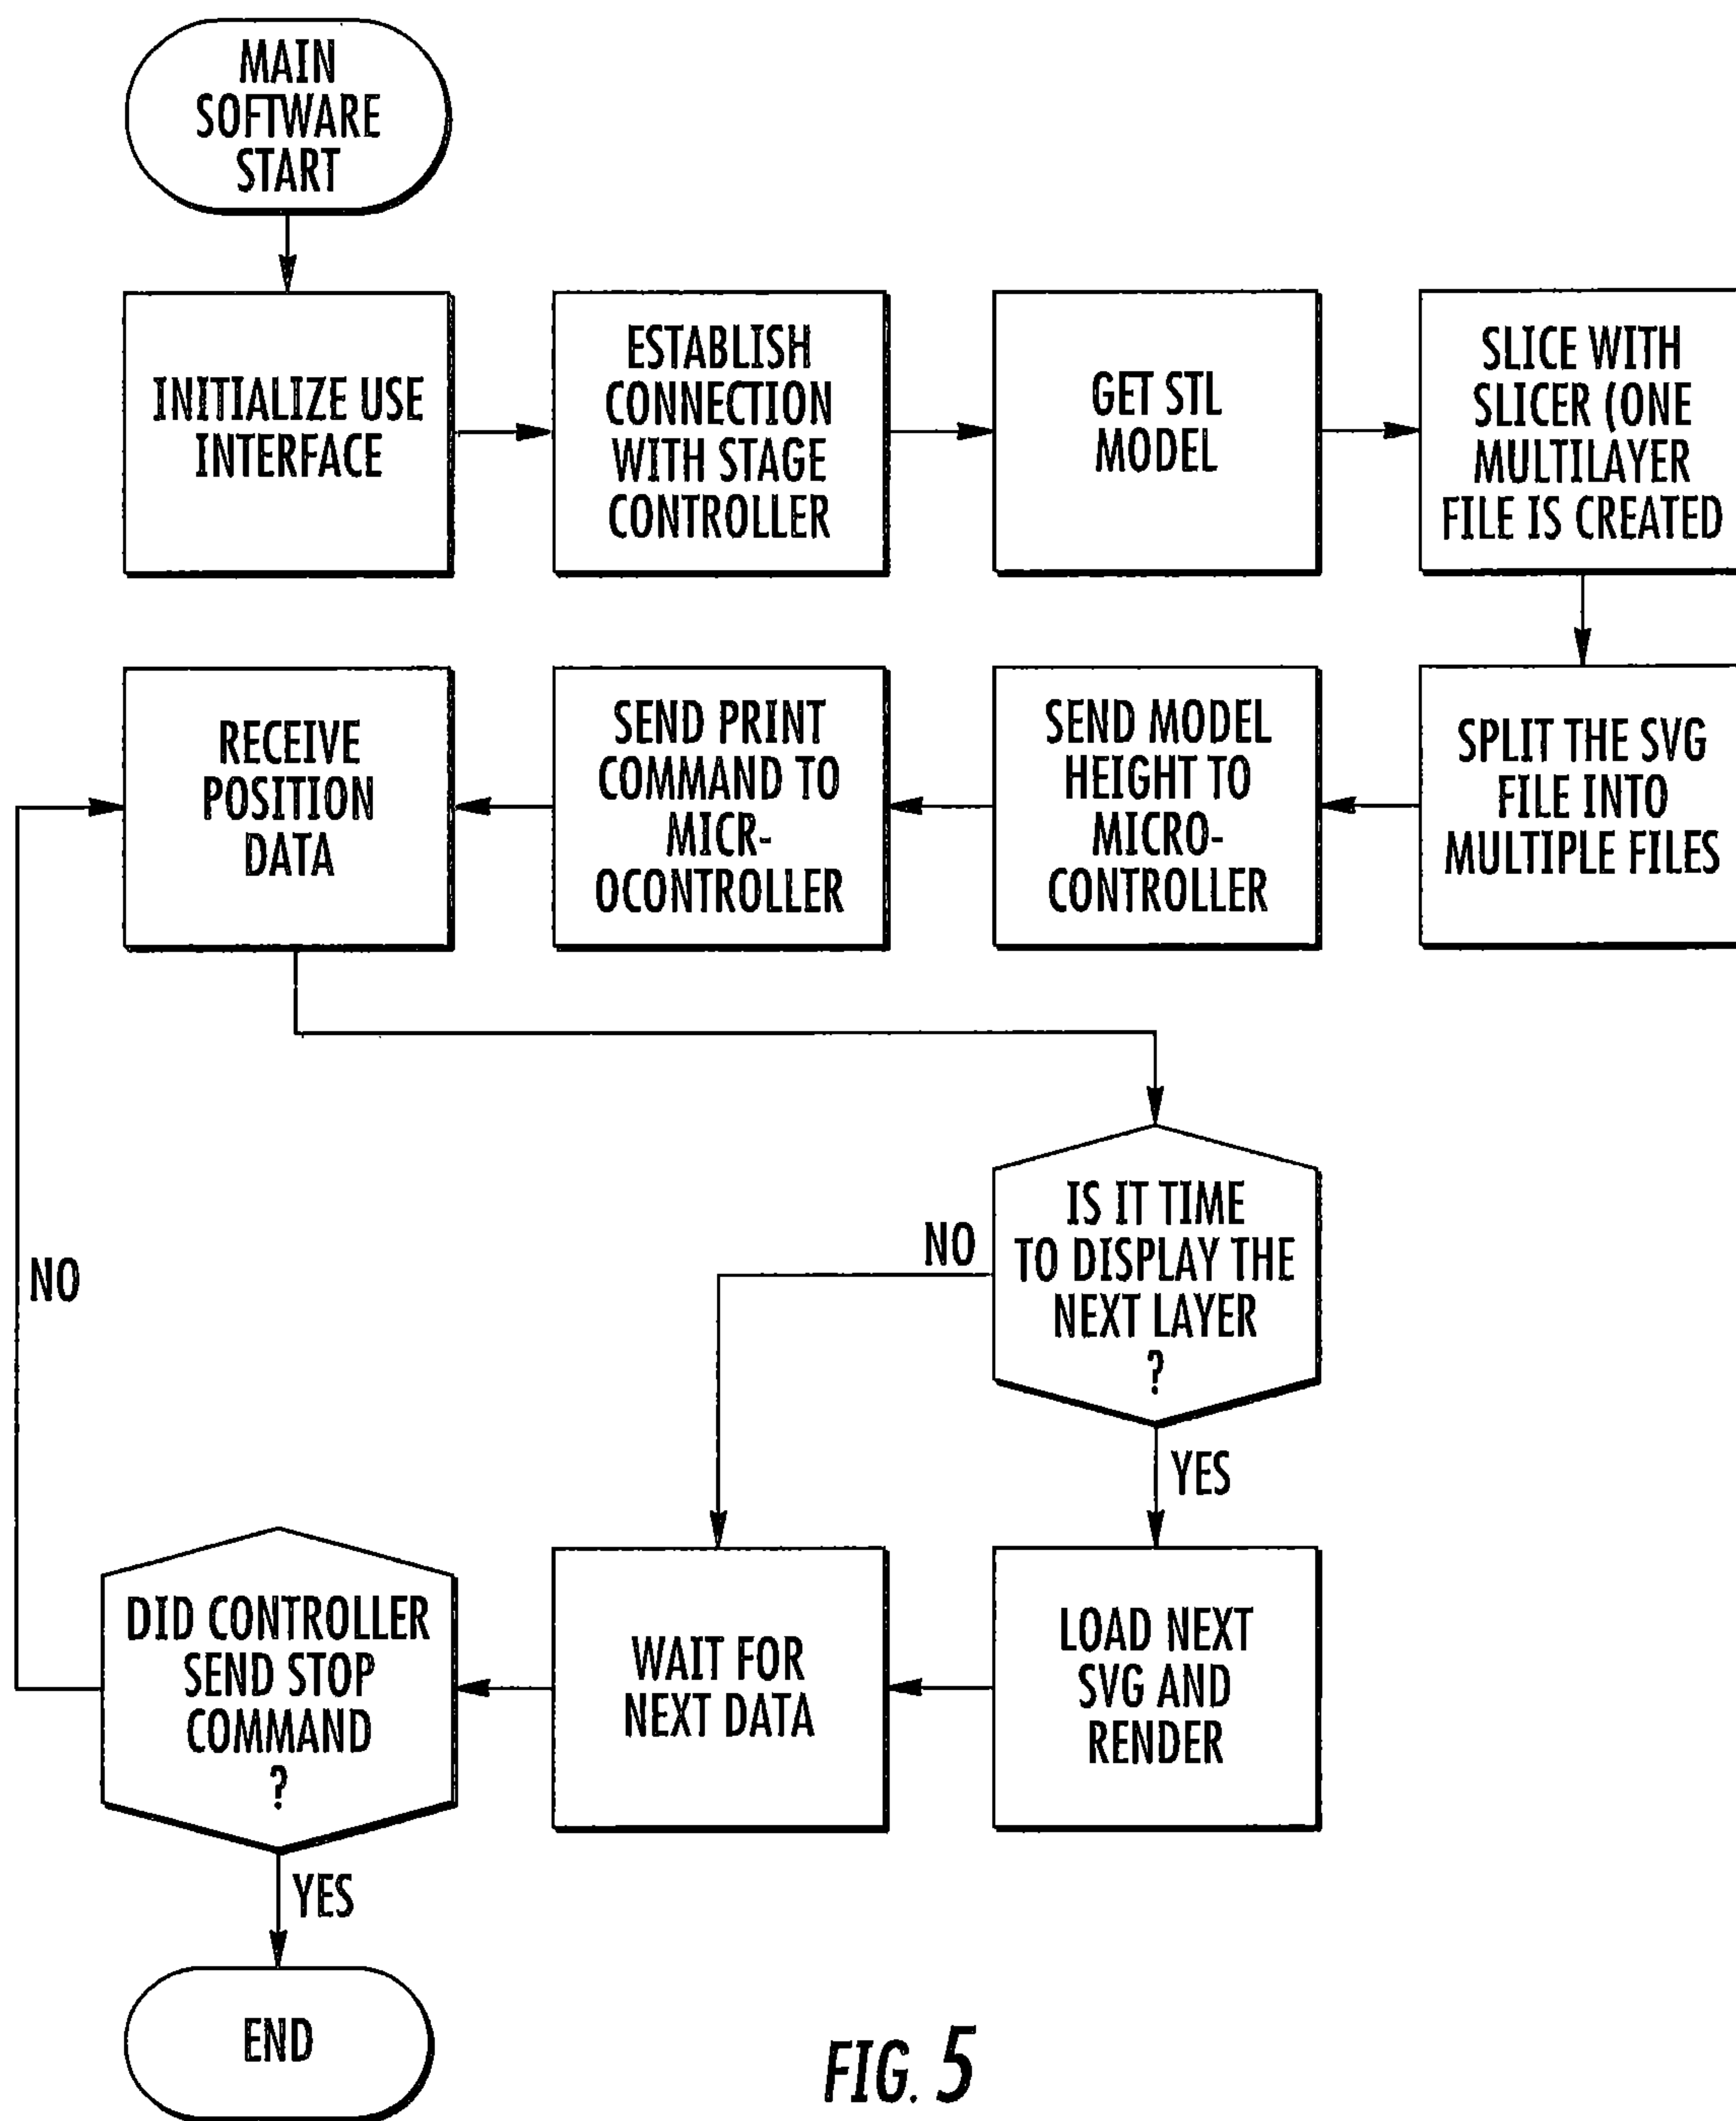 MAIN
SOFTWARE
START
INITIALIZE USE
INTERFACE
ESTABLISH
CONNECTION
WITH STAGE
CONTROLLER
GET STL
MODEL
SLICE WITH
SLICER (ONE
MULTILAYER
FILE IS CREATED
SPLIT THE SVG
FILE INTO
MULTIPLE FILES
SEND MODEL
HEIGHT TO
MICRO-
CONTROLLER
SEND PRINT
COMMAND TO
MICR-
OCONTROLLER
RECEIVE
POSITION
DATA
IS IT TIME
TO DISPLAY THE
NEXT LAYER
?
NO
YES
LOAD NEXT
SVG AND
RENDER
WAIT FOR
NEXT DATA
DID CONTROLLER
SEND STOP
COMMAND
?
NO
YES
END
FIG. 5